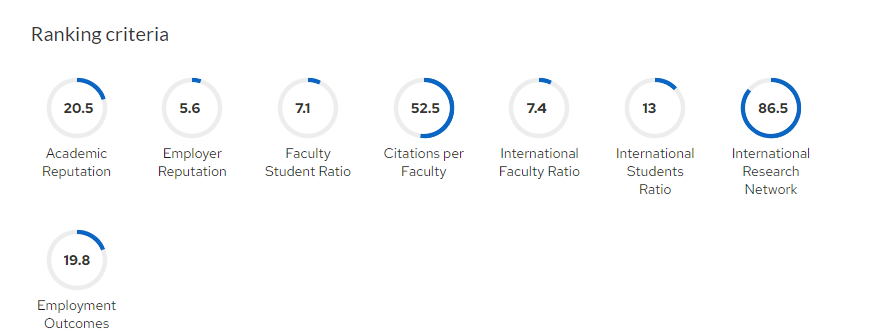 Ranking criteria
20.5
5.6
7.1
52.5
7.4
13
86.5
Academic
Reputation
Employer
Reputation
Faculty
Student Ratio
Citations per
Faculty
International
Faculty Ratio
International
Students
Ratio
International
Research
Network
19.8
Employment
Outcomes